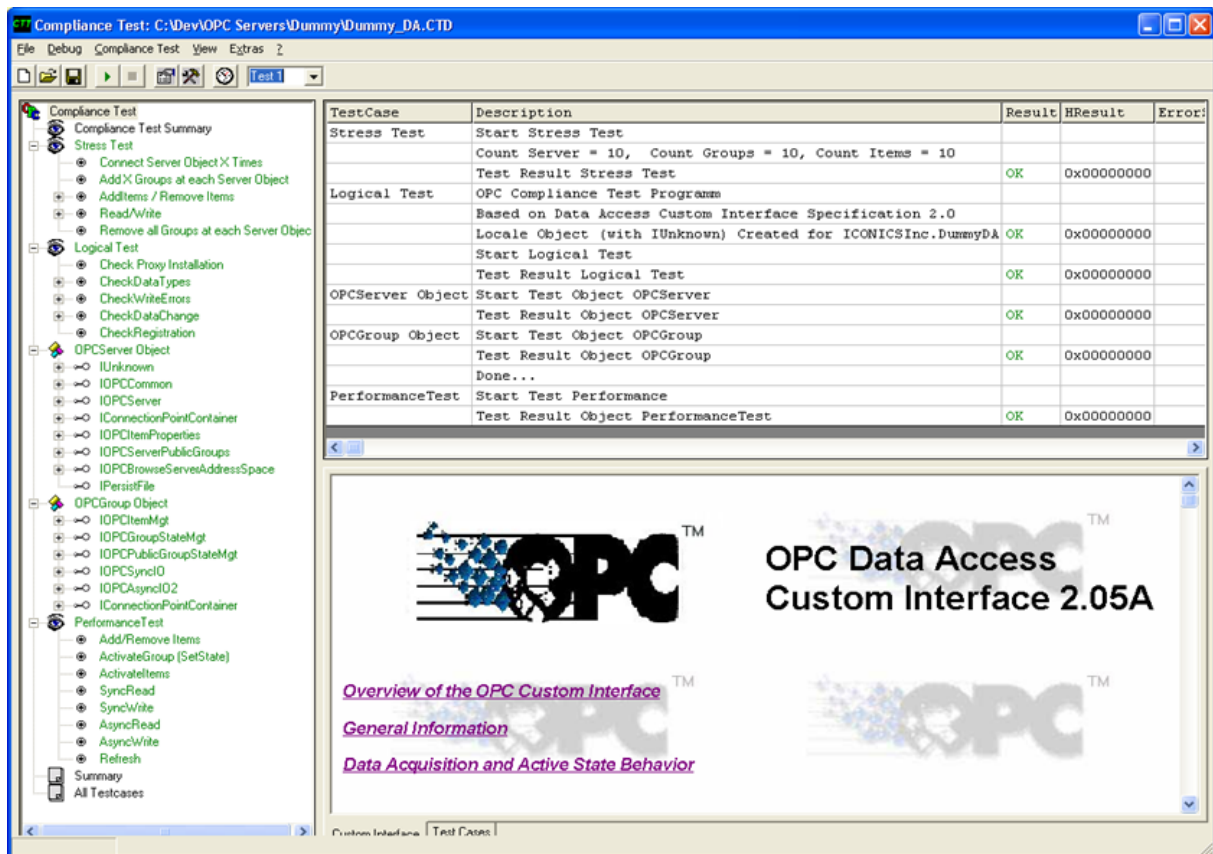 Compliance Test: C:\Dev\OPC Servers\Dummy\Dummy_DA.CTD
File Debug Compliance Test View Extras ?
Test 1
Compliance Test
Compliance Test Summary
Stress Test
Connect Server Object X Times
Add X Groups at each Server Object
AddItems / Remove Items
Read/Write
Remove all Groups at each Server Objec
Logical Test
Check Proxy Installation
CheckDataTypes
CheckWriteErrors
CheckDataChange
CheckRegistration
OPCServer Object
IUnknown
IOPCCommon
IOPCServer
IConnectionPointContainer
IOPCItemProperties
IOPCServerPublicGroups
IOPCBrowseServerAddressSpace
IPersistFile
OPCGroup Object
IOPCItemMgt
IOPCGroupStateMgt
IOPCPublicGroupStateMgt
IOPCSyncIO
IOPCAsyncIO2
IConnectionPointContainer
PerformanceTest
Add/Remove Items
ActivateGroup (SetState)
ActivateItems
SyncRead
SyncWrite
AsyncRead
AsyncWrite
Refresh
Summary
All Testcases
TestCase Description Result HResult Error
Stress Test Start Stress Test
Count Server = 10, Count Groups = 10, Count Items = 10
Test Result Stress Test OK 0x00000000
Logical Test OPC Compliance Test Programm
Based on Data Access Custom Interface Specification 2.0
Locale Object (with IUnknown) Created for ICONICSInc.DummyDA OK 0x00000000
Start Logical Test
Test Result Logical Test OK 0x00000000
OPCServer Object Start Test Object OPCServer
Test Result Object OPCServer OK 0x00000000
OPCGroup Object Start Test Object OPCGroup
Test Result Object OPCGroup OK 0x00000000
Done...
PerformanceTest Start Test Performance
Test Result Object PerformanceTest OK 0x00000000
OPC TM
TM
OPC Data Access
Custom Interface 2.05A
Overview of the OPC Custom Interface
TM
TM
General Information
Data Acquisition and Active State Behavior
Custom Interface Test Cases